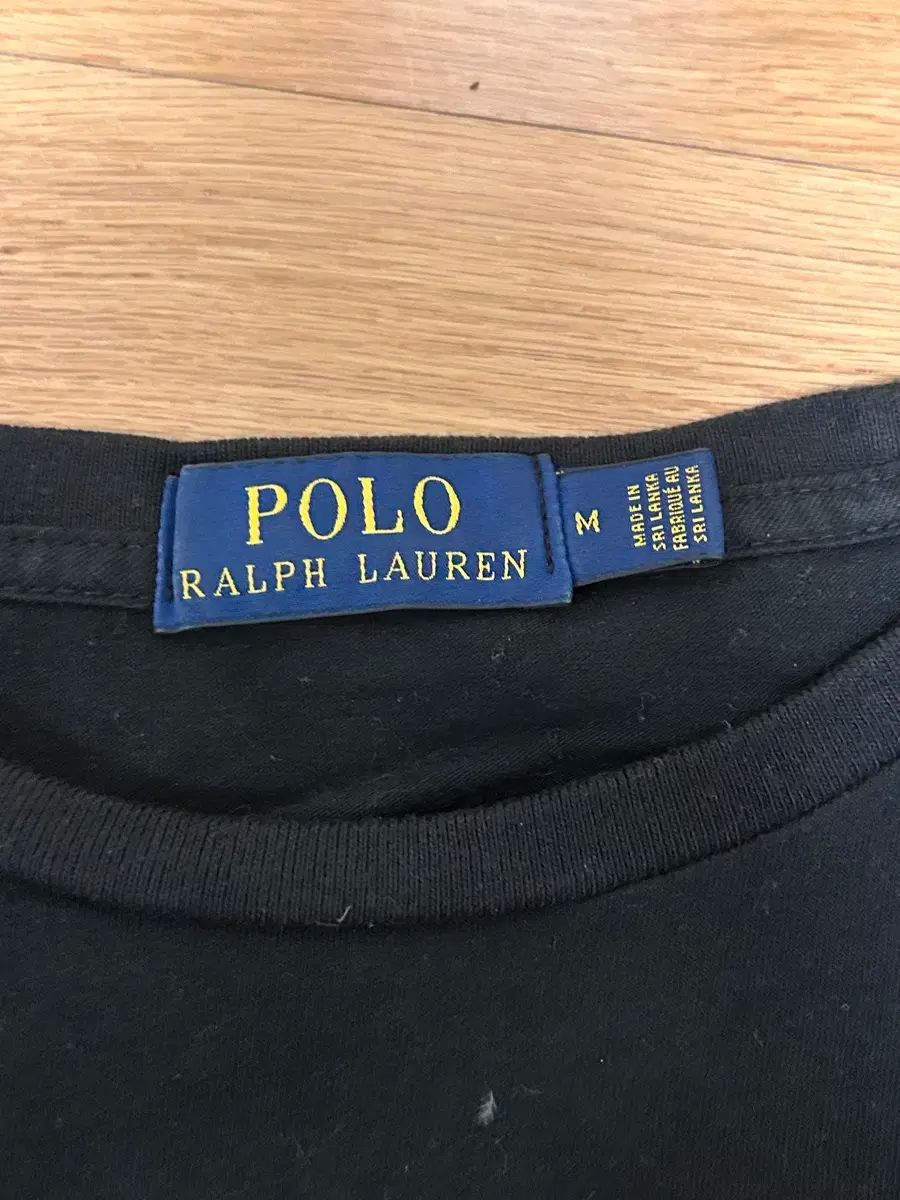 POLO
RALPH LAUREN
M
MADE IN
SRI LANKA
FABRIQUÉ AU
SRI LANKA